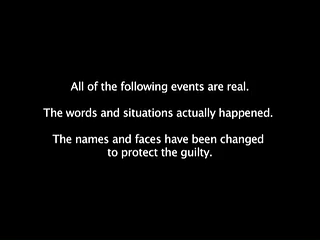 All of the following events are real.
The words and situations actually happened.
The names and faces have been changed
to protect the guilty.